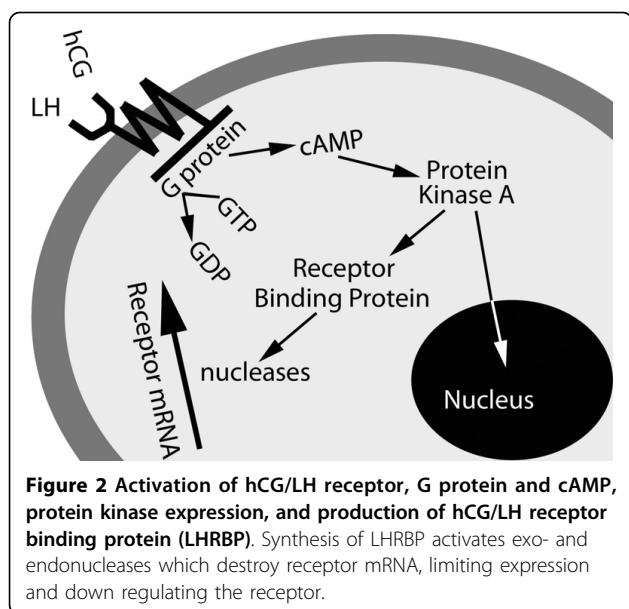 hCG
LH
G protein
cAMP
Protein
Kinase A
GTP
GDP
Receptor
Binding Protein
Receptor mRNA
nucleases
Nucleus
Figure 2 Activation of hCG/LH receptor, G protein and cAMP,
protein kinase expression, and production of hCG/LH receptor
binding protein (LHRBP). Synthesis of LHRBP activates exo- and
endonucleases which destroy receptor mRNA, limiting expression
and down regulating the receptor.